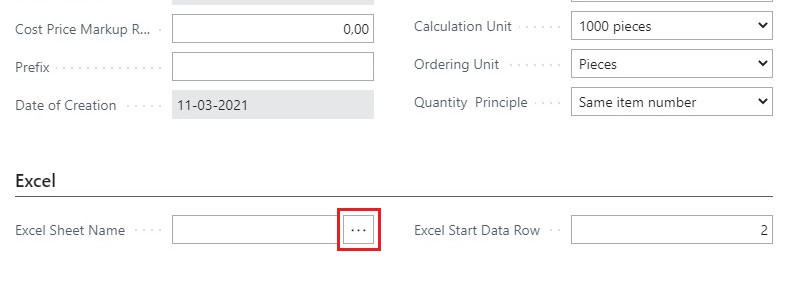 Cost Price Markup R...
0,00
Prefix
Date of Creation
11-03-2021
Calculation Unit
1000 pieces
Ordering Unit
Pieces
Quantity Principle
Same item number
Excel
Excel Sheet Name
...
Excel Start Data Row
2